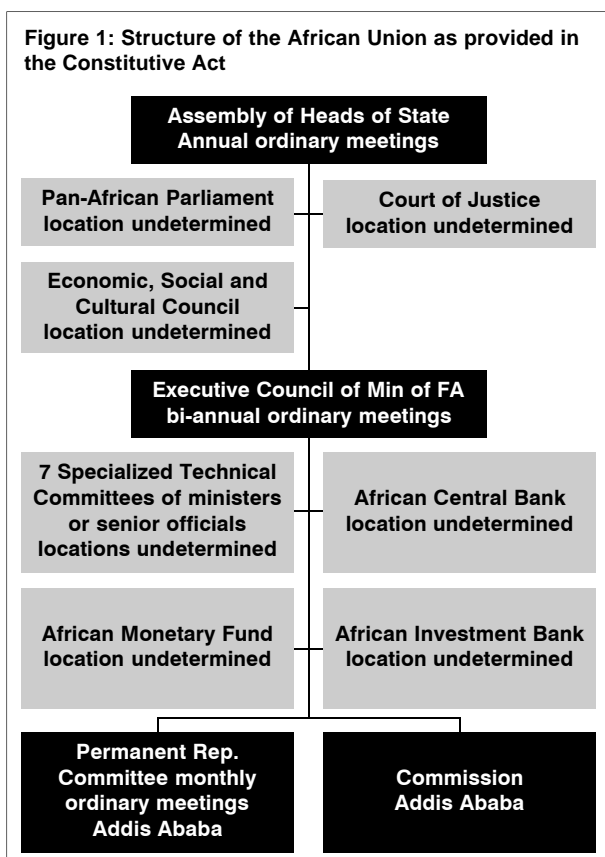 Figure 1: Structure of the African Union as provided in
the Constitutive Act
Assembly of Heads of State
Annual ordinary meetings
Pan-African Parliament
location undetermined
Court of Justice
location undetermined
Economic, Social and
Cultural Council
location undetermined
Executive Council of Min of FA
bi-annual ordinary meetings
7 Specialized Technical
Committees of ministers
or senior officials
locations undetermined
African Central Bank
location undetermined
African Monetary Fund
location undetermined
African Investment Bank
location undetermined
Permanent Rep.
Committee monthly
ordinary meetings
Addis Ababa
Commission
Addis Ababa